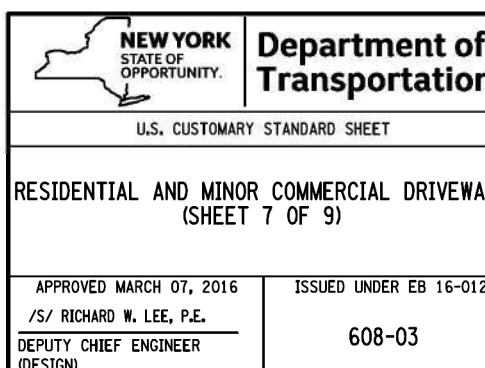 NEW YORK
STATE OF
OPPORTUNITY.
Department of
Transportation
U.S. CUSTOMARY STANDARD SHEET
RESIDENTIAL AND MINOR COMMERCIAL DRIVEWA
(SHEET 7 OF 9)
APPROVED MARCH 07, 2016
/S/ RICHARD W. LEE, P.E.
DEPUTY CHIEF ENGINEER
(DESIGN)
ISSUED UNDER EB 16-012
608-03